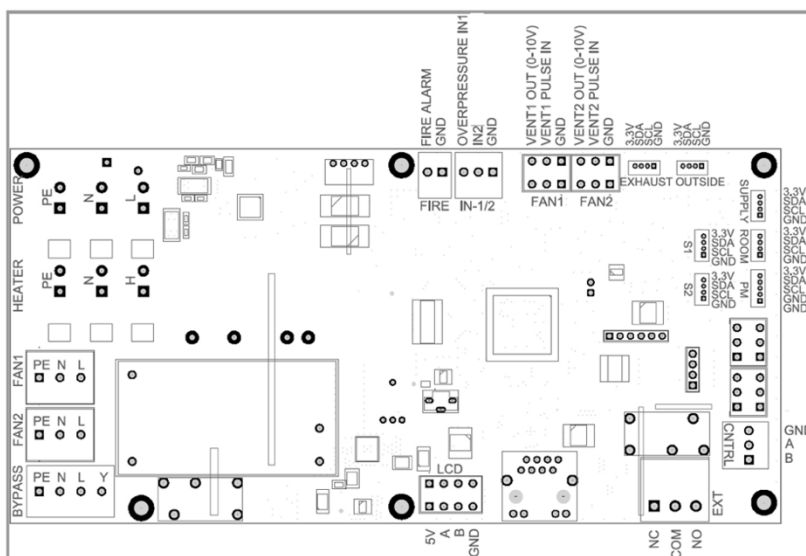 FIRE ALARM
GND
OVERPRESSURE IN1
IN2
GND
VENT1 OUT (0-10V)
VENT1 PULSE IN
GND
VENT2 OUT (0-10V)
VENT2 PULSE IN
GND
3.3V
SDA
SCL
GND
3.3V
SDA
SCL
GND
FIRE
IN-1/2
FAN1
FAN2
EXHAUST
OUTSIDE
POWER
PE
N
L
HEATER
PE
N
H
FAN1
PE N L
FAN2
PE N L
BYPASS
PE N L Y
SUPPLY
3.3V
SDA
SCL
GND
S1
3.3V
SDA
SCL
GND
ROOM
3.3V
SDA
SCL
GND
S2
3.3V
SDA
SCL
GND
PM
3.3V
SDA
SCL
GND
CNTRL
GND
A
B
LCD
5V
A
B
GND
EXT
NC
COM
NO